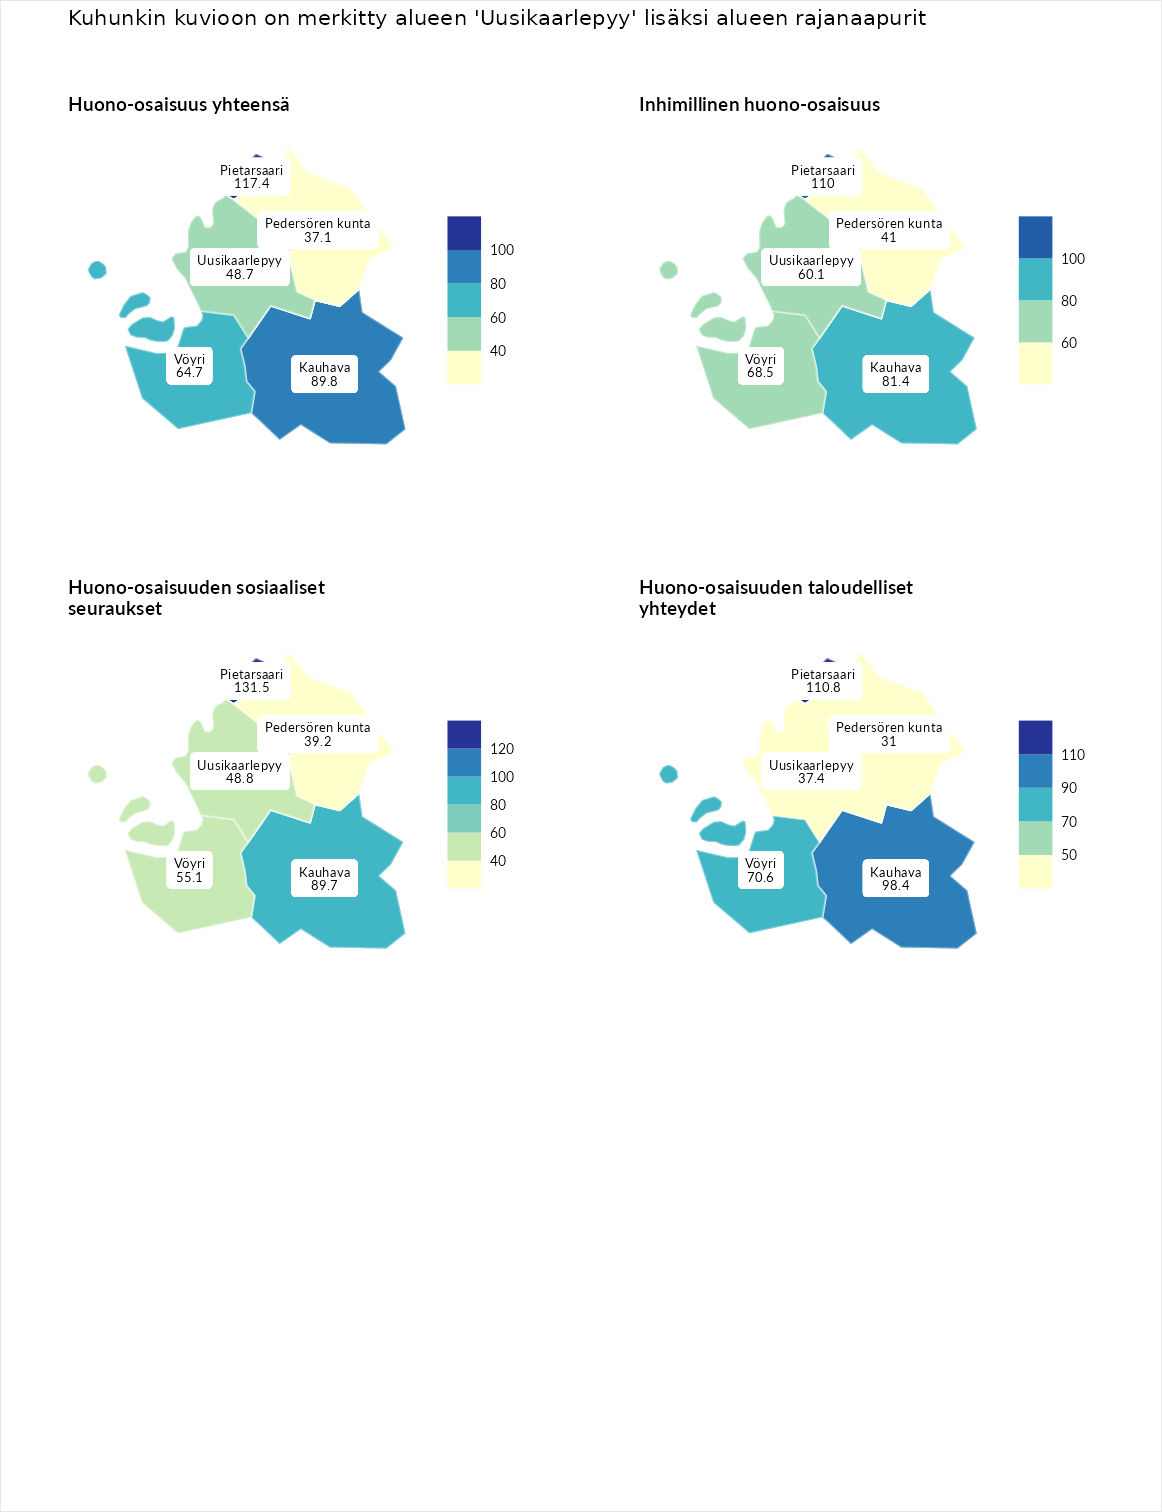 Kuhunkin kuvioon on merkitty alueen 'Uusikaarlepyy' lisäksi alueen rajanaapurit
Huono-osaisuus yhteensä
Pietarsaari
117.4
Pedersören kunta
37.1
Uusikaarlepyy
48.7
Vöyri
64.7
Kauhava
89.8
100
80
60
40
Inhimillinen huono-osaisuus
Pietarsaari
110
Pedersören kunta
41
Uusikaarlepyy
60.1
Vöyri
68.5
Kauhava
81.4
100
80
60
Huono-osaisuuden sosiaaliset
seuraukset
Pietarsaari
131.5
Pedersören kunta
39.2
Uusikaarlepyy
48.8
Vöyri
55.1
Kauhava
89.7
120
100
80
60
40
Huono-osaisuuden taloudelliset
yhteydet
Pietarsaari
110.8
Pedersören kunta
31
Uusikaarlepyy
37.4
Vöyri
70.6
Kauhava
98.4
110
90
70
50